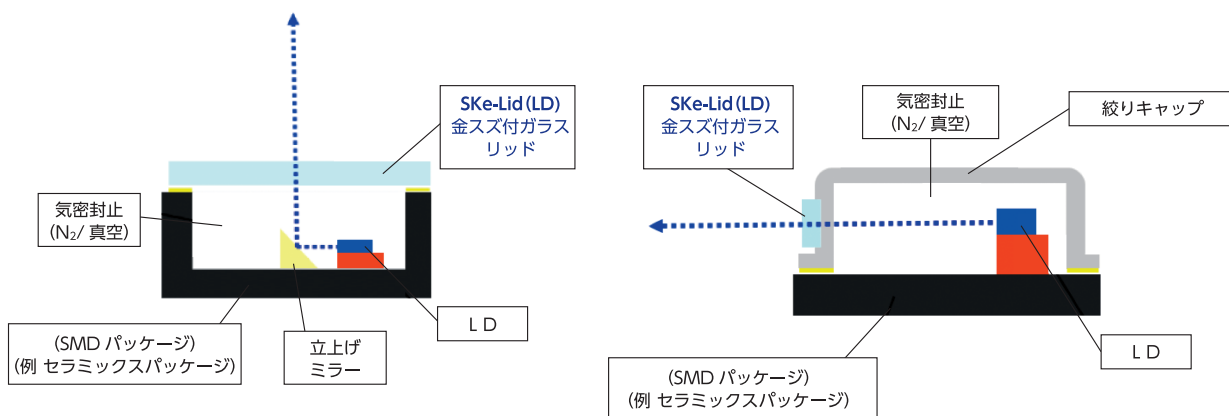 SKe-Lid(LD)
金スズ付ガラス
リッド
気密封止
(N₂/ 真空)
LD
(SMD パッケージ)
(例 セラミックスパッケージ)
立上げ
ミラー
SKe-Lid(LD)
金スズ付ガラス
リッド
気密封止
(N₂/ 真空)
絞りキャップ
LD
(SMD パッケージ)
(例 セラミックスパッケージ)